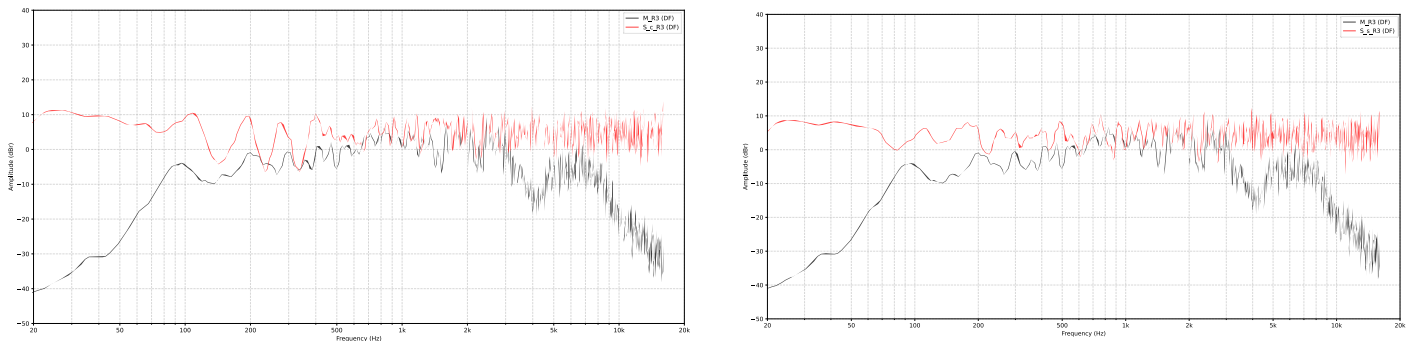 40
30
20
10
0
−10
−20
−30
−40
−50
Amplitude (dBr)
20
50
100
200
500
1k
2k
5k
10k
20k
Frequency (Hz)
M_R3 (DF)
S_c_R3 (DF)
40
30
20
10
0
−10
−20
−30
−40
−50
Amplitude (dBr)
20
50
100
200
500
1k
2k
5k
10k
20k
Frequency (Hz)
M_R3 (DF)
S_s_R3 (DF)